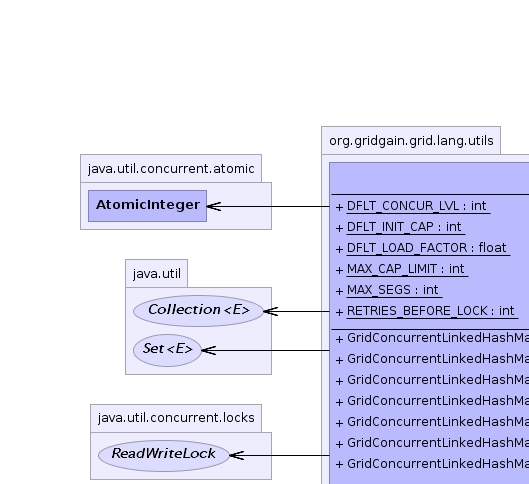 org.gridgain.grid.lang.utils
java.util.concurrent.atomic
AtomicInteger
java.util
Collection<E>
Set<E>
java.util.concurrent.locks
ReadWriteLock
+ DFLT_CONCUR_LVL : int
+ DFLT_INIT_CAP : int
+ DFLT_LOAD_FACTOR : float
+ MAX_CAP_LIMIT : int
+ MAX_SEGS : int
+ RETRIES_BEFORE_LOCK : int
+ GridConcurrentLinkedHashMa
+ GridConcurrentLinkedHashMa
+ GridConcurrentLinkedHashMa
+ GridConcurrentLinkedHashMa
+ GridConcurrentLinkedHashMa
+ GridConcurrentLinkedHashMa
+ GridConcurrentLinkedHashMa